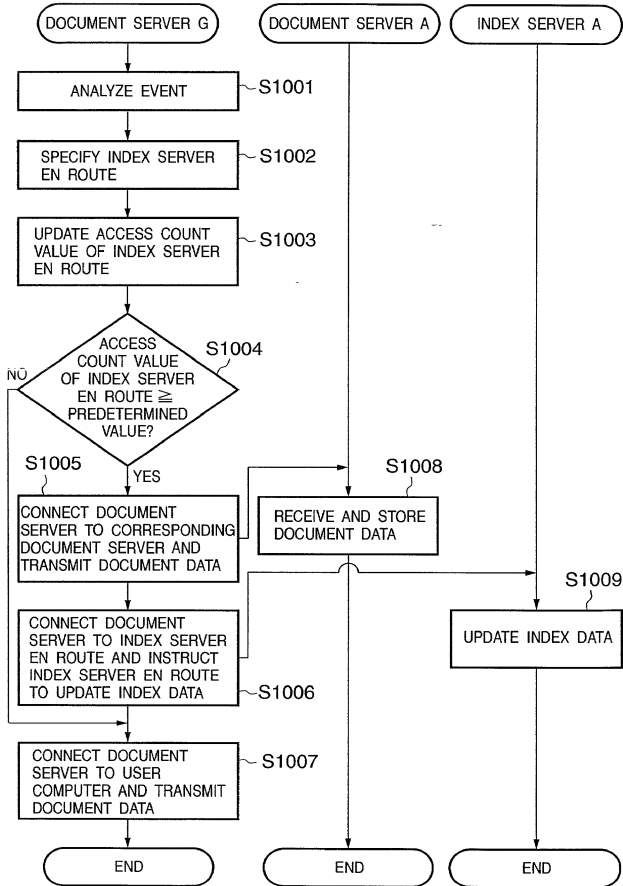 DOCUMENT SERVER G
DOCUMENT SERVER A
INDEX SERVER A
ANALYZE EVENT
S1001
SPECIFY INDEX SERVER
EN ROUTE
S1002
UPDATE ACCESS COUNT
VALUE OF INDEX SERVER
EN ROUTE
S1003
ACCESS
COUNT VALUE
OF INDEX SERVER
EN ROUTE ≧
PREDETERMINED
VALUE?
S1004
NO
YES
S1005
CONNECT DOCUMENT
SERVER TO CORRESPONDING
DOCUMENT SERVER AND
TRANSMIT DOCUMENT DATA
S1008
RECEIVE AND STORE
DOCUMENT DATA
CONNECT DOCUMENT
SERVER TO INDEX SERVER
EN ROUTE AND INSTRUCT
INDEX SERVER EN ROUTE
TO UPDATE INDEX DATA
S1006
S1009
UPDATE INDEX DATA
CONNECT DOCUMENT
SERVER TO USER
COMPUTER AND TRANSMIT
DOCUMENT DATA
S1007
END
END
END